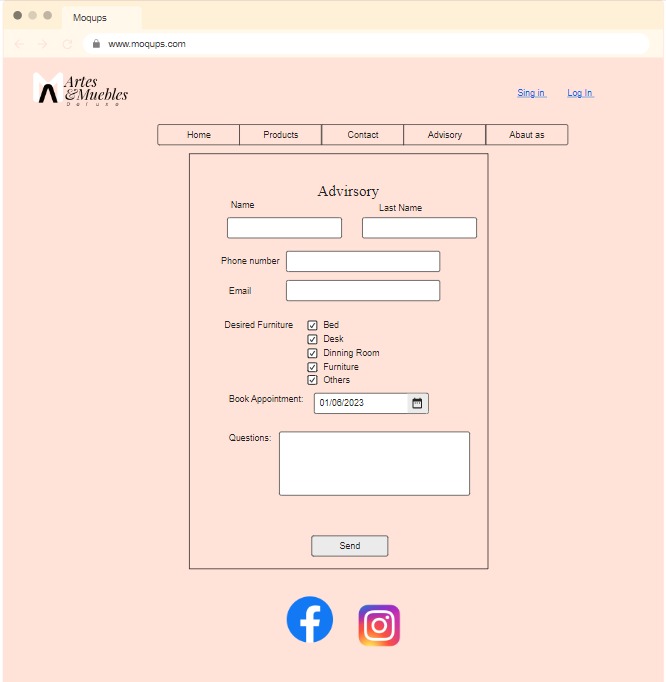 Moqups
www.moqups.com
Artes
&Muebles
Deluxe
Sing in
Log In
Home
Products
Contact
Advisory
Abaut as
Advirsory
Name
Last Name
Phone number
Email
Desired Furniture
Bed
Desk
Dinning Room
Furniture
Others
Book Appointment:
01/06/2023
Questions:
Send